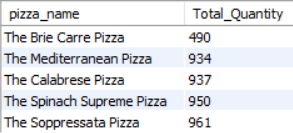 pizza_name Total_Quantity
The Brie Carre Pizza 490
The Mediterranean Pizza 934
The Calabrese Pizza 937
The Spinach Supreme Pizza 950
The Soppressata Pizza 961